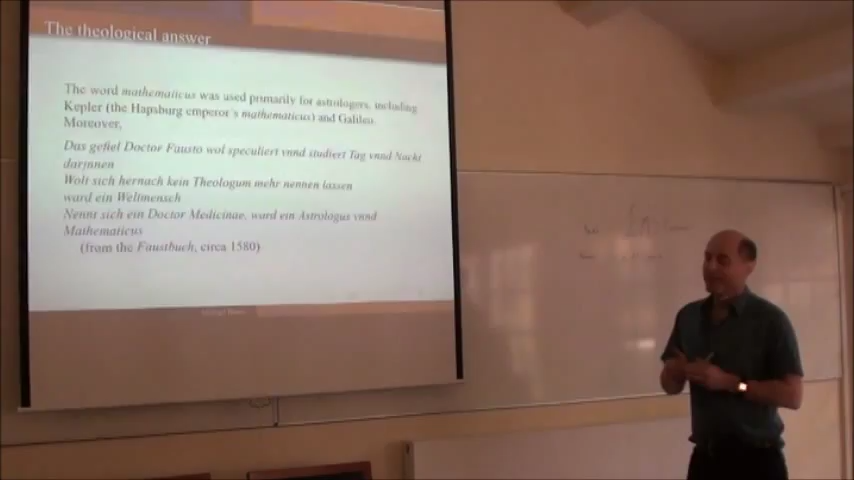 The theological answer
The word mathematicus was used primarily for astrologers, including
Kepler (the Hapsburg emperor's mathematicus) and Galileo.
Moreover,
Das gefiel Doctor Fausto wol speculiert vnnd studiert Tag vnnd Nacht
darjnnen
Wolt sich hernach kein Theologum mehr nennen lassen
ward ein Weltmensch
Nennt sich ein Doctor Medicinae, ward ein Astrologus vnnd
Mathematicus
(from the Faustbuch, circa 1580)